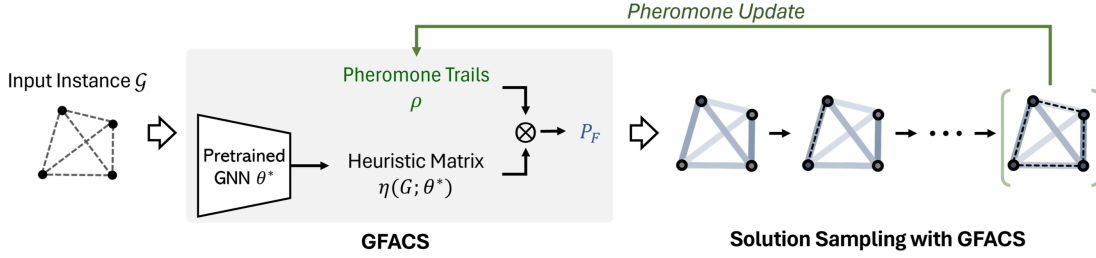 Pheromone Update
Input Instance 𝒢
Pheromone Trails
ρ
Pretrained
GNN θ*
Heuristic Matrix
η(G; θ*)
⊗
P_F
GFACS
Solution Sampling with GFACS